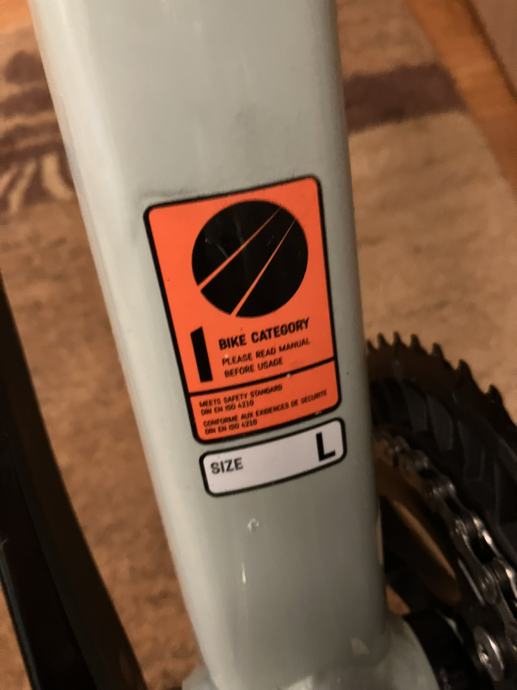 I BIKE CATEGORY
PLEASE READ MANUAL
BEFORE USAGE
MEETS SAFETY STANDARD
DIN EN ISO 4210
CONFORME AUX EXIGENCES DE SÉCURITÉ
DIN EN ISO 4210
SIZE L